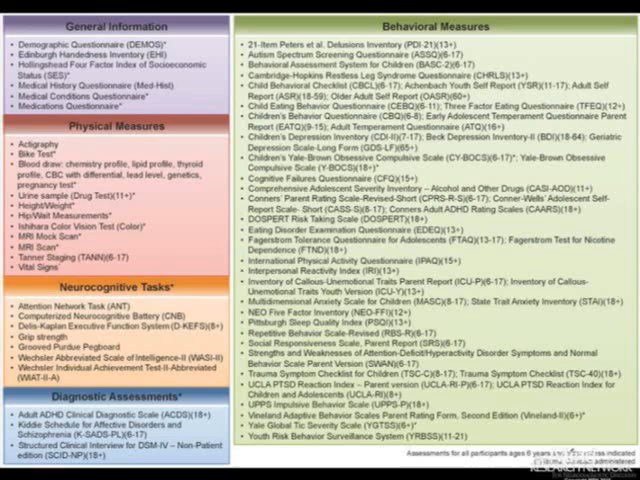 General Information
• Demographic Questionnaire (DEMOS)*
• Edinburgh Handedness Inventory (EHI)
• Hollingshead Four Factor Index of Socioeconomic
Status (SES)*
• Medical History Questionnaire (Med-Hist)
• Medical Conditions Questionnaire*
• Medications Questionnaire*
Physical Measures
• Actigraphy
• Bike Test*
• Blood draw: chemistry profile, lipid profile, thyroid
profile, CBC with differential, lead level, genetics,
pregnancy test*
• Urine sample (Drug Test)(11+)*
• Height/Weight*
• Hip/Wait Measurements*
• Ishihara Color Vision Test (Color)*
• MRI Mock Scan*
• MRI Scan*
• Tanner Staging (TANN)(6-17)
• Vital Signs
Neurocognitive Tasks*
• Attention Network Task (ANT)
• Computerized Neurocognitive Battery (CNB)
• Delis-Kaplan Executive Function System (D-KEFS)(8+)
• Grip strength
• Grooved Purdue Pegboard
• Wechsler Abbreviated Scale of Intelligence-II (WASI-II)
• Wechsler Individual Achievement Test-II-Abbreviated
(WIAT-II-A)
Diagnostic Assessments*
• Adult ADHD Clinical Diagnostic Scale (ACDS)(18+)
• Kiddie Schedule for Affective Disorders and
Schizophrenia (K-SADS-PL)(6-17)
• Structured Clinical Interview for DSM-IV – Non-Patient
edition (SCID-NP)(18+)
Behavioral Measures
• 21-Item Peters et al. Delusions Inventory (PDI-21)(13+)
• Autism Spectrum Screening Questionnaire (ASSQ)(6-17)
• Behavioral Assessment System for Children (BASC-2)(6-17)
• Cambridge-Hopkins Restless Leg Syndrome Questionnaire (CHRLS)(13+)
• Child Behavioral Checklist (CBCL)(6-17); Achenbach Youth Self Report (YSR)(11-17); Adult Self
Report (ASR)(18-59); Older Adult Self Report (OASR)(60+)
• Child Eating Behavior Questionnaire (CEBQ)(6-11); Three Factor Eating Questionnaire (TFEQ)(12+)
• Children's Behavior Questionnaire (CBQ)(6-8); Early Adolescent Temperament Questionnaire Parent
Report (EATQ)(9-15); Adult Temperament Questionnaire (ATQ)(16+)
• Children's Depression Inventory (CDI-II)(7-17); Beck Depression Inventory-II (BDI)(18-64); Geriatric
Depression Scale-Long Form (GDS-LF)(65+)
• Children's Yale-Brown Obsessive Compulsive Scale (CY-BOCS)(6-17)*; Yale-Brown Obsessive
Compulsive Scale (Y-BOCS)(18+)*
• Cognitive Failures Questionnaire (CFQ)(15+)
• Comprehensive Adolescent Severity Inventory – Alcohol and Other Drugs (CASI-AOD)(11+)
• Conners' Parent Rating Scale-Revised-Short (CPRS-R-S)(6-17); Conner-Wells' Adolescent Self-
Report Scale- Short (CASS-S)(8-17); Conners Adult ADHD Rating Scales (CAARS)(18+)
• DOSPERT Risk Taking Scale (DOSPERT)(18+)
• Eating Disorder Examination Questionnaire (EDEQ)(13+)
• Fagerstrom Tolerance Questionnaire for Adolescents (FTAQ)(13-17); Fagerstrom Test for Nicotine
Dependence (FTND)(18+)
• International Physical Activity Questionnaire (IPAQ)(15+)
• Interpersonal Reactivity Index (IRI)(13+)
• Inventory of Callous-Unemotional Traits Parent Report (ICU-P)(6-17); Inventory of Callous-
Unemotional Traits Youth Version (ICU-Y)(13+)
• Multidimensional Anxiety Scale for Children (MASC)(8-17); State Trait Anxiety Inventory (STAI)(18+)
• NEO Five Factor Inventory (NEO-FFI)(12+)
• Pittsburgh Sleep Quality Index (PSQI)(13+)
• Repetitive Behavior Scale-Revised (RBS-R)(6-17)
• Social Responsiveness Scale, Parent Report (SRS)(6-17)
• Strengths and Weaknesses of Attention-Deficit/Hyperactivity Disorder Symptoms and Normal
Behavior Scale Parent Version (SWAN)(6-17)
• Trauma Symptom Checklist for Children (TSC-C)(8-17); Trauma Symptom Checklist (TSC-40)(18+)
• UCLA PTSD Reaction Index – Parent version (UCLA-RI-P)(6-17); UCLA PTSD Reaction Index for
Children and Adolescents (UCLA-RI)(8+)
• UPPS Impulsive Behavior Scale (UPPS-P)(18+)
• Vineland Adaptive Behavior Scales Parent Rating Form, Second Edition (Vineland-II)(6+)*
• Yale Global Tic Severity Scale (YGTSS)(6+)*
• Youth Risk Behavior Surveillance System (YRBSS)(11-21)
Assessments for all participants ages 6 years indicated
administered
RESEARCH NETWORK